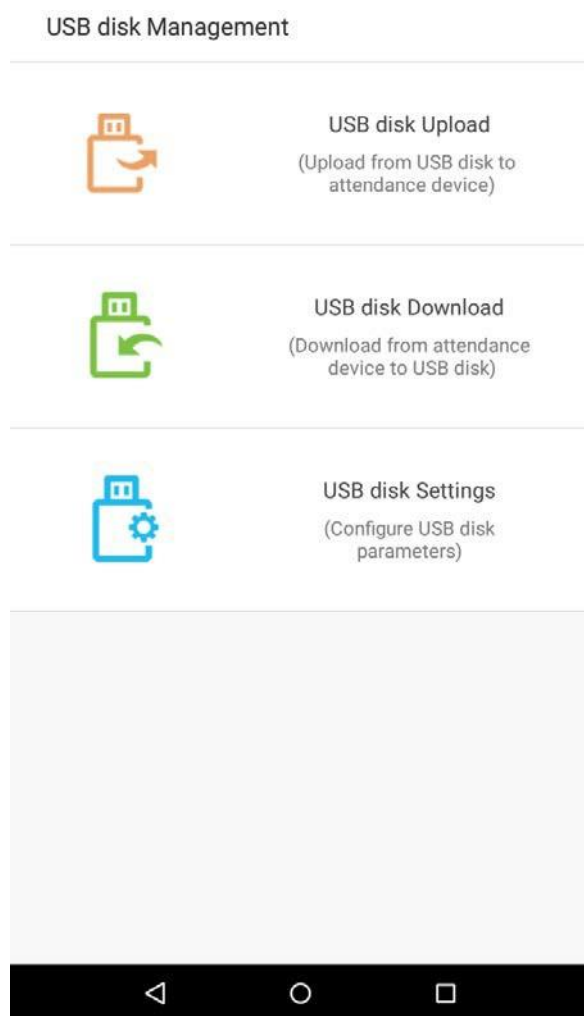 USB disk Management
USB disk Upload
(Upload from USB disk to
attendance device)
USB disk Download
(Download from attendance
device to USB disk)
USB disk Settings
(Configure USB disk
parameters)